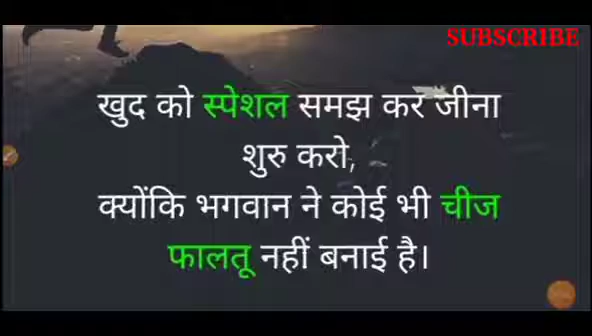 SUBSCRIBE
खुद को स्पेशल समझ कर जीना
शुरु करो,
क्योंकि भगवान ने कोई भी चीज
फालतू नहीं बनाई है।